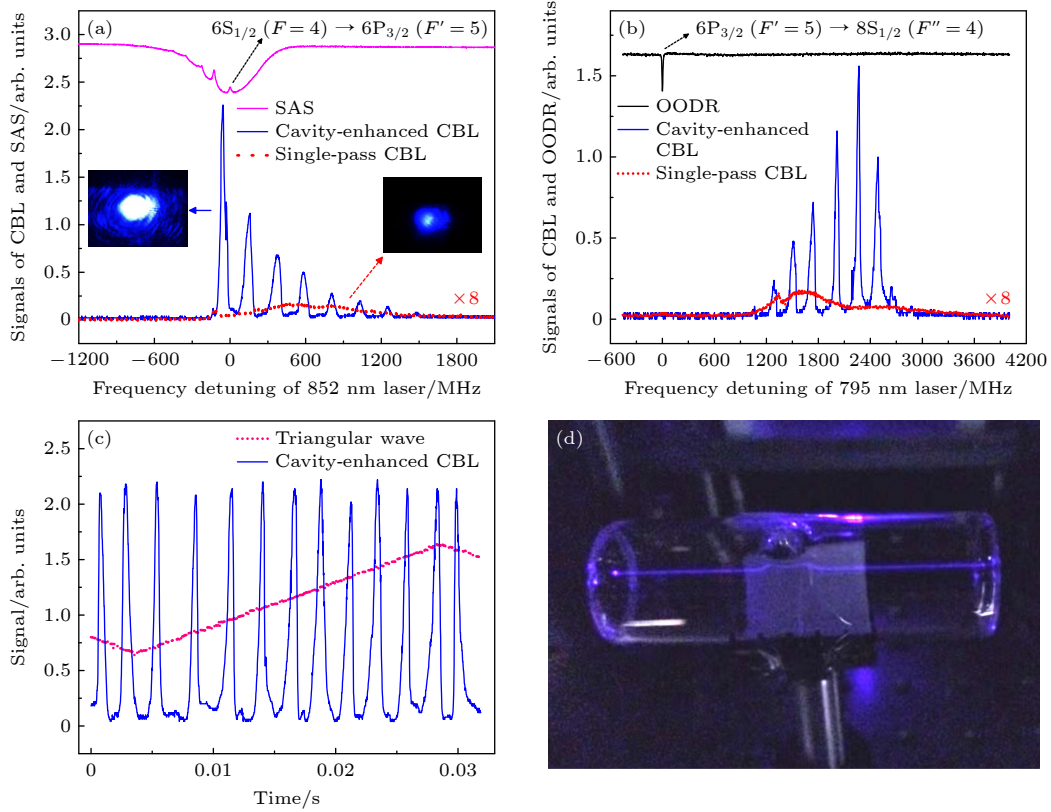 (a)
6S1/2 (F = 4) → 6P3/2 (F′ = 5)
SAS
Cavity-enhanced CBL
Single-pass CBL
×8
Signals of CBL and SAS/arb. units
3.0
2.5
2.0
1.5
1.0
0.5
0
−1200
−600
0
600
1200
1800
Frequency detuning of 852 nm laser/MHz
(b)
6P3/2 (F′ = 5) → 8S1/2 (F″ = 4)
OODR
Cavity-enhanced
CBL
Single-pass CBL
×8
Signals of CBL and OODR/arb. units
1.5
1.0
0.5
0
−600
0
1200
1800
2400
3000
3600
4200
Frequency detuning of 795 nm laser/MHz
(c)
Triangular wave
Cavity-enhanced CBL
Signal/arb. units
2.5
2.0
1.5
1.0
0.5
0
0
0.01
0.02
0.03
Time/s
(d)